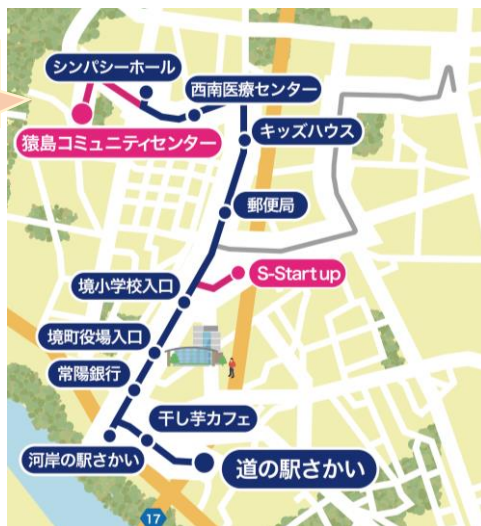 シンパシーホール
西南医療センター
猿島コミュニティセンター
キッズハウス
郵便局
S-Start up
境小学校入口
境町役場入口
常陽銀行
干し芋カフェ
河岸の駅さかい
道の駅さかい
17